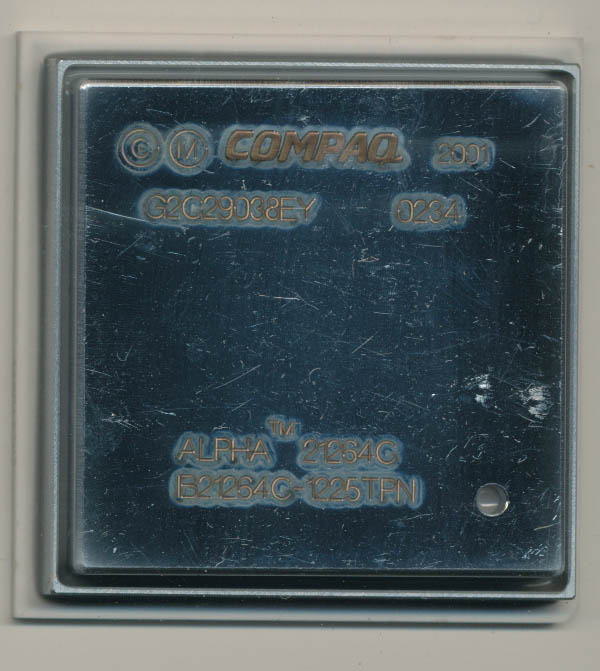 © Ⓜ COMPAQ 2001
G2C29038EY 0234
ALPHA™ 21264C
B21264C-1225TPN